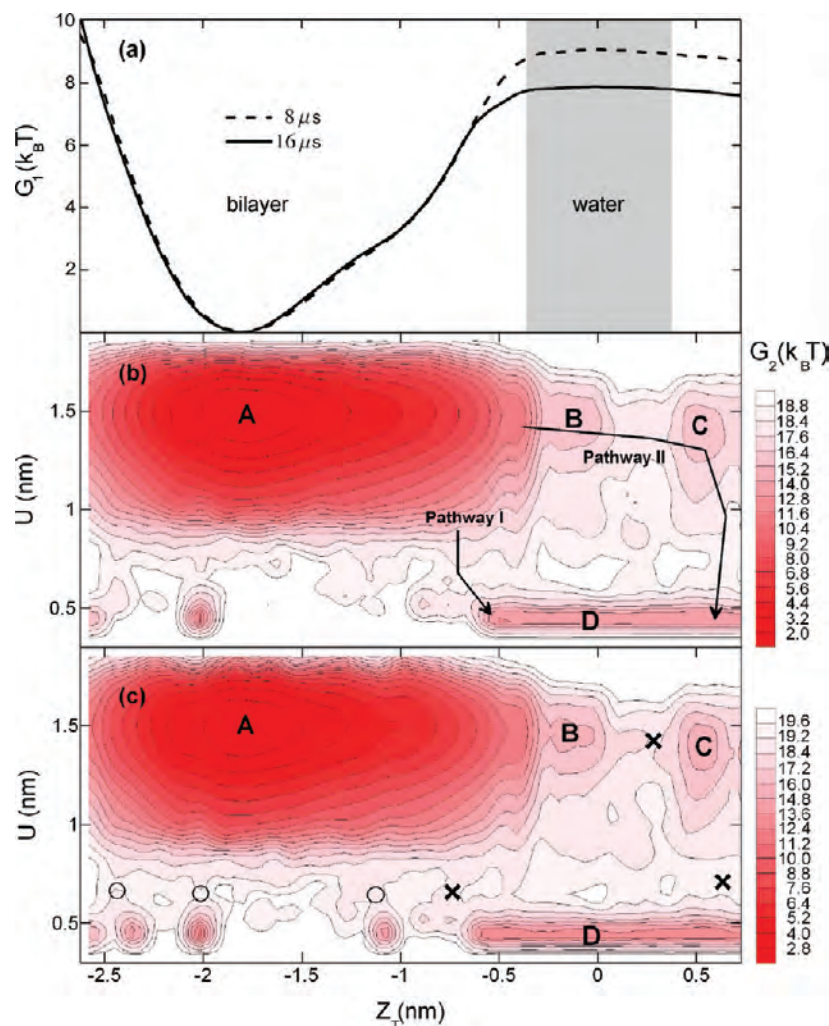 (a)
10
8
6
4
2
G₁(k_BT)
8 μs
16 μs
bilayer
water
(b)
A
B
C
D
Pathway I
Pathway II
1.5
1
0.5
U (nm)
G₂(k_BT)
18.8
18.4
17.6
16.4
15.2
14.0
12.8
11.6
10.4
9.2
8.0
6.8
5.6
4.4
3.2
2.0
(c)
A
B
C
D
1.5
1
0.5
U (nm)
19.6
19.2
18.4
17.2
16.0
14.8
13.6
12.4
11.2
10.0
8.8
7.6
6.4
5.2
4.0
2.8
-2.5
-2
-1.5
-1
-0.5
0
0.5
Z_T(nm)